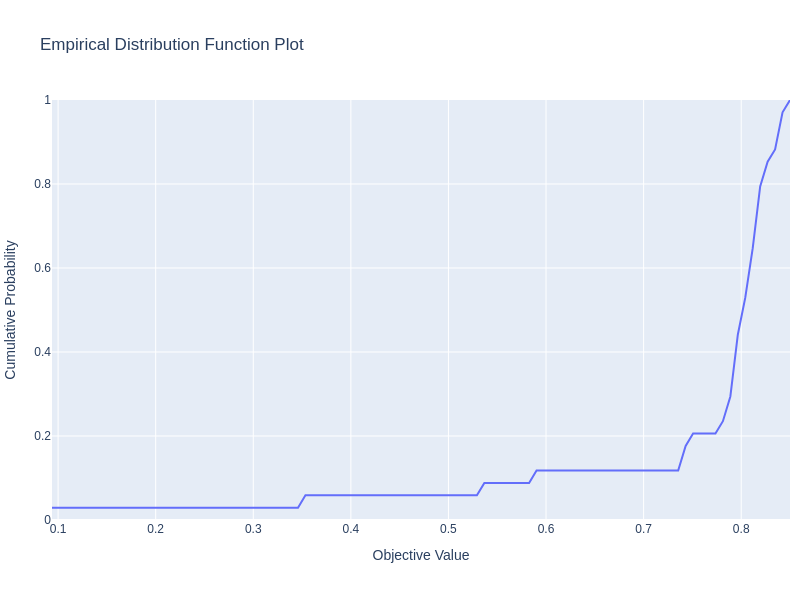 Empirical Distribution Function Plot
1
0.8
0.6
0.4
0.2
0
0.1 0.2 0.3 0.4 0.5 0.6 0.7 0.8
Objective Value
Cumulative Probability